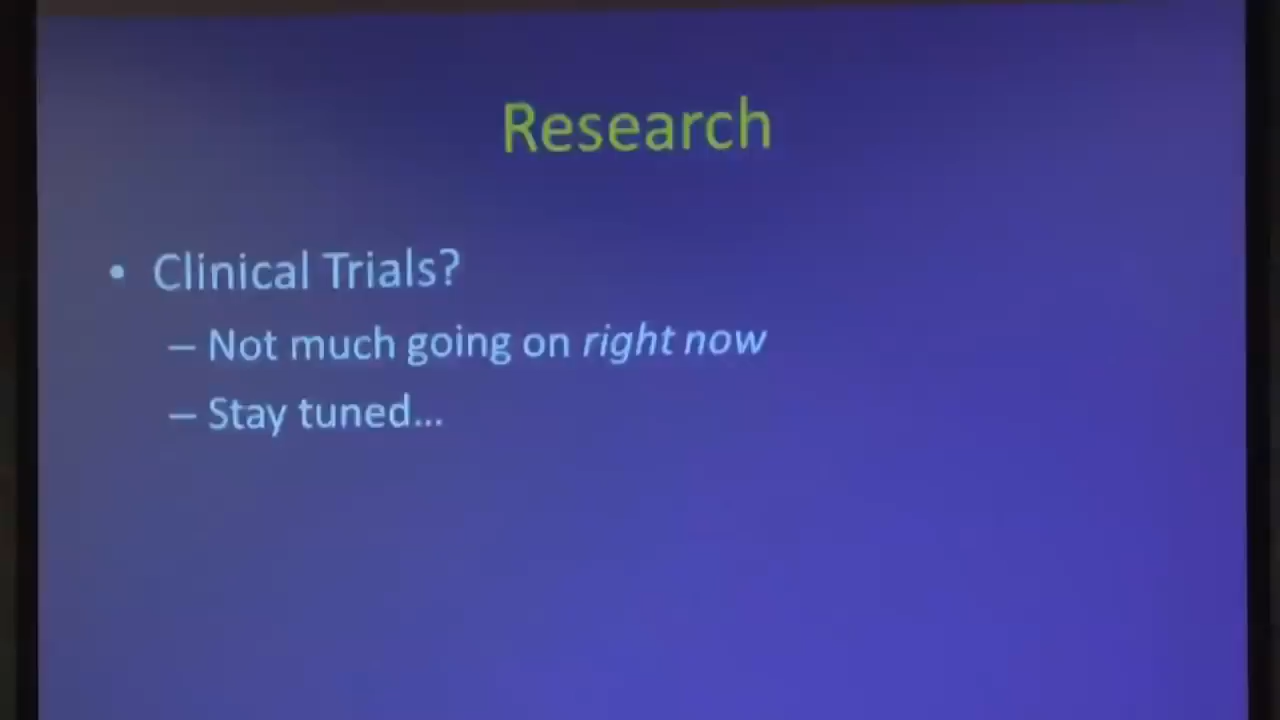 Research
• Clinical Trials?
– Not much going on right now
– Stay tuned...